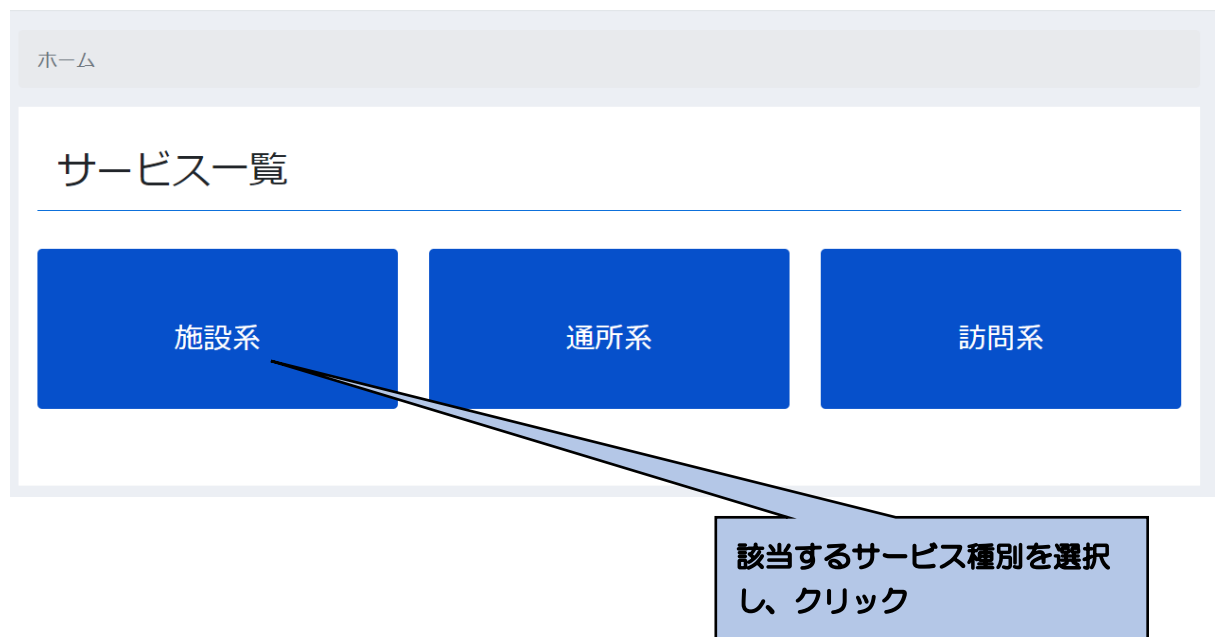 ホーム
サービス一覧
施設系
通所系
訪問系
該当するサービス種別を選択
し、クリック